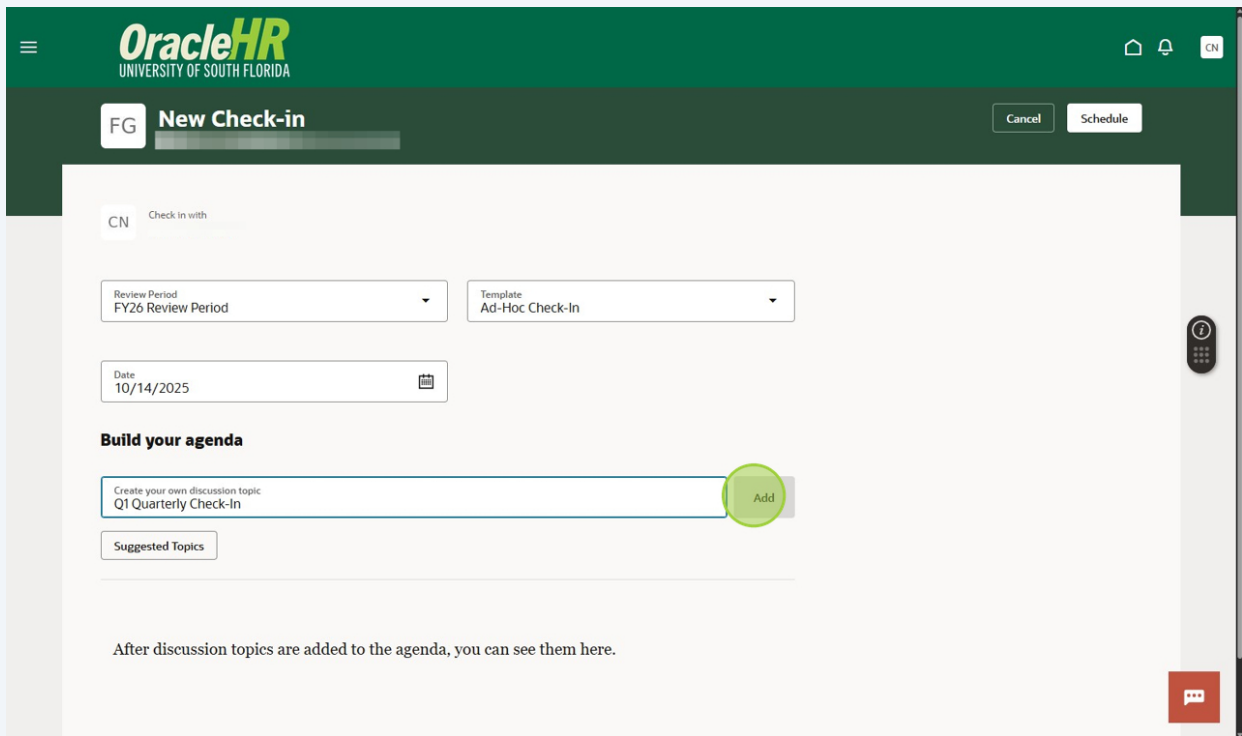 OracleHR
UNIVERSITY OF SOUTH FLORIDA
CN
FG
New Check-in
Cancel
Schedule
CN
Check in with
Review Period
FY26 Review Period
Template
Ad-Hoc Check-In
Date
10/14/2025
Build your agenda
Create your own discussion topic
Q1 Quarterly Check-In
Add
Suggested Topics
After discussion topics are added to the agenda, you can see them here.